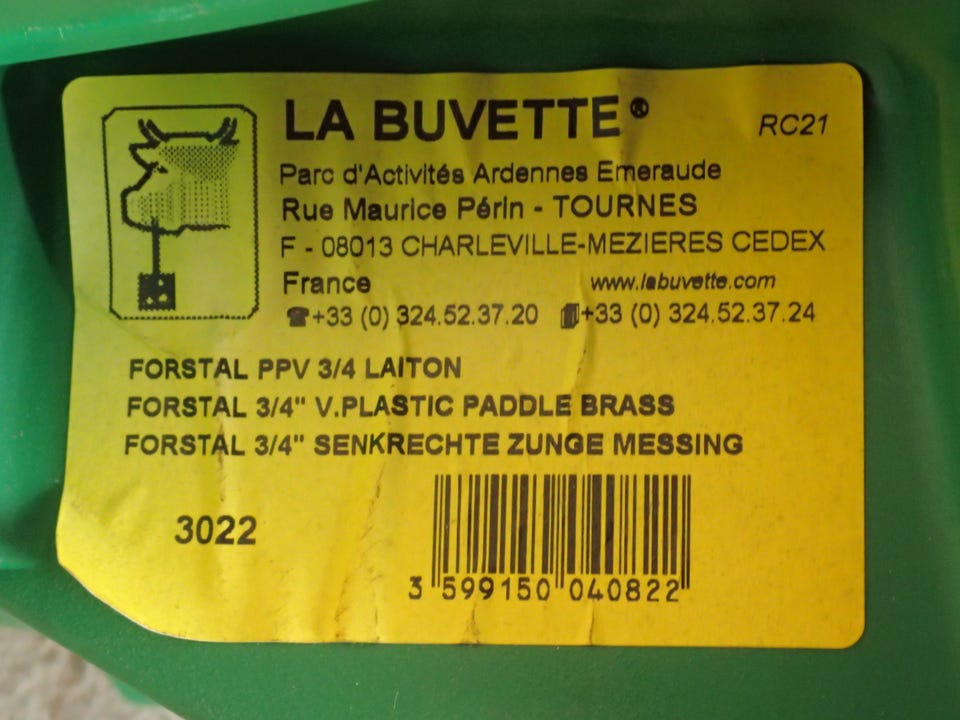 LA BUVETTE®
RC21
Parc d'Activités Ardennes Emeraude
Rue Maurice Périn - TOURNES
F - 08013 CHARLEVILLE-MEZIERES CEDEX
France www.labuvette.com
☎+33 (0) 324.52.37.20 +33 (0) 324.52.37.24
FORSTAL PPV 3/4 LAITON
FORSTAL 3/4" V.PLASTIC PADDLE BRASS
FORSTAL 3/4" SENKRECHTE ZUNGE MESSING
3022
3 599150 040822